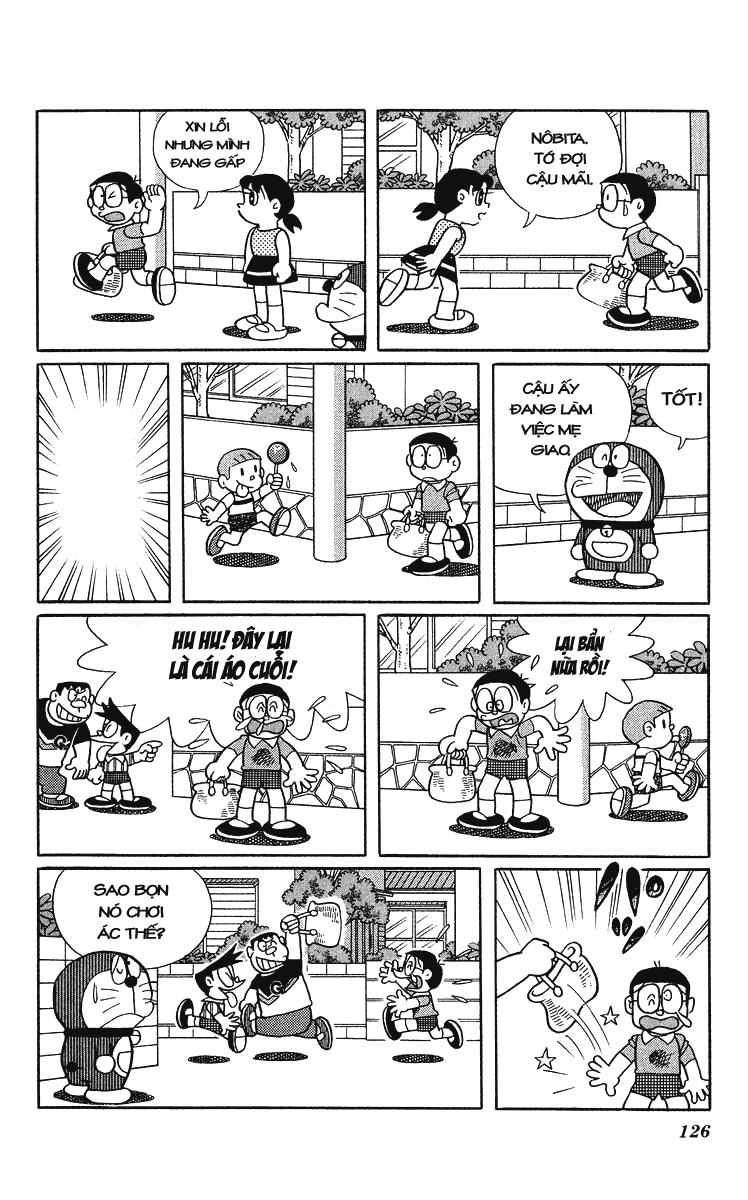 NÔBITA.
TỚ ĐỢI
CẬU MÃI.
XIN LỖI
NHƯNG MÌNH
ĐANG GẤP
TỐT!
CẬU ẤY
ĐANG LÀM
VIỆC MẸ
GIAO.
LẠI BẨN
NỮA RỒI!
HU HU! ĐÂY LẠI
LÀ CÁI ÁO CUỐI!
SAO BỌN
NÓ CHƠI
ÁC THẾ?
126